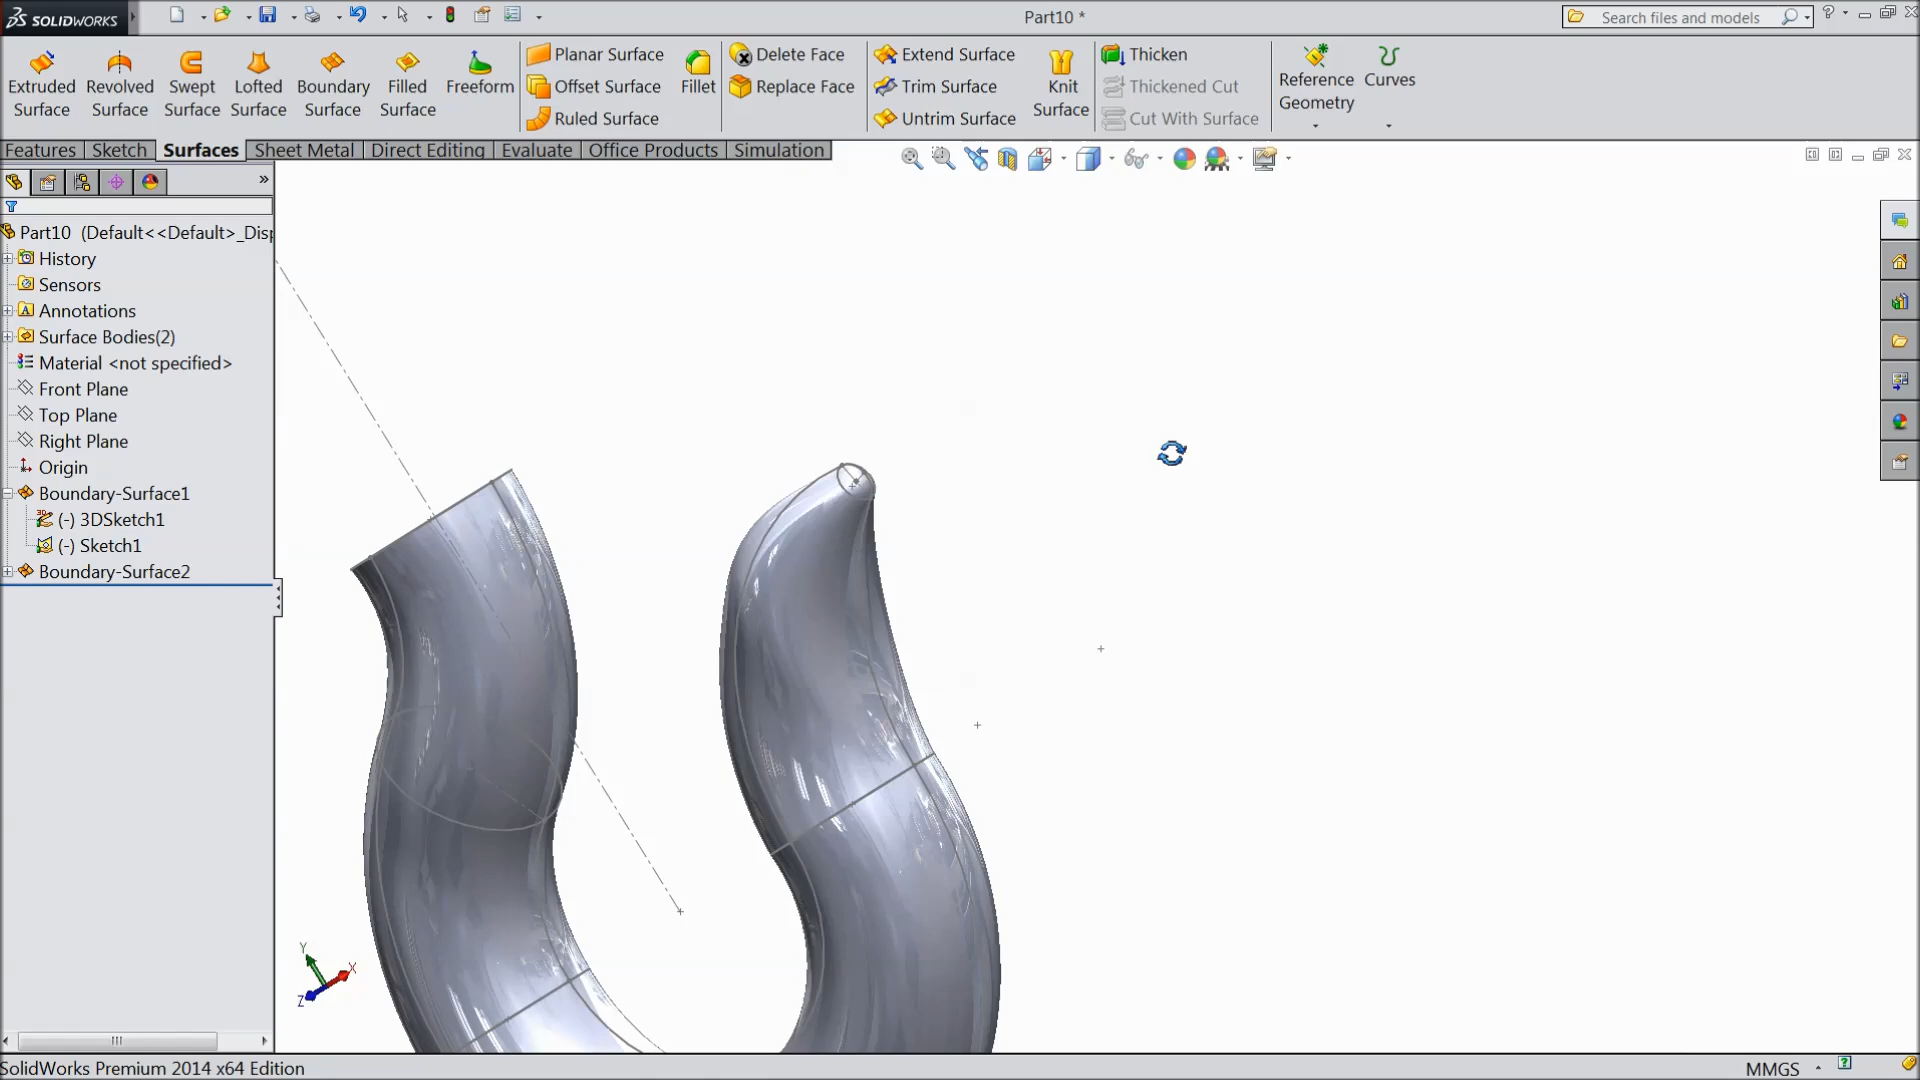 SOLIDWORKS
Part10 *
Search files and models
?
Extruded Surface
Revolved Surface
Swept Surface
Lofted Surface
Boundary Surface
Filled Surface
Freeform
Planar Surface
Offset Surface
Ruled Surface
Fillet
Delete Face
Replace Face
Extend Surface
Trim Surface
Untrim Surface
Knit Surface
Thicken
Thickened Cut
Cut With Surface
Reference Geometry
Curves
Features Sketch Surfaces Sheet Metal Direct Editing Evaluate Office Products Simulation
»
Part10 (Default<<Default>_Disp
History
Sensors
Annotations
Surface Bodies(2)
Material <not specified>
Front Plane
Top Plane
Right Plane
Origin
Boundary-Surface1
(-) 3DSketch1
(-) Sketch1
Boundary-Surface2
Y
X
Z
SolidWorks Premium 2014 x64 Edition
MMGS